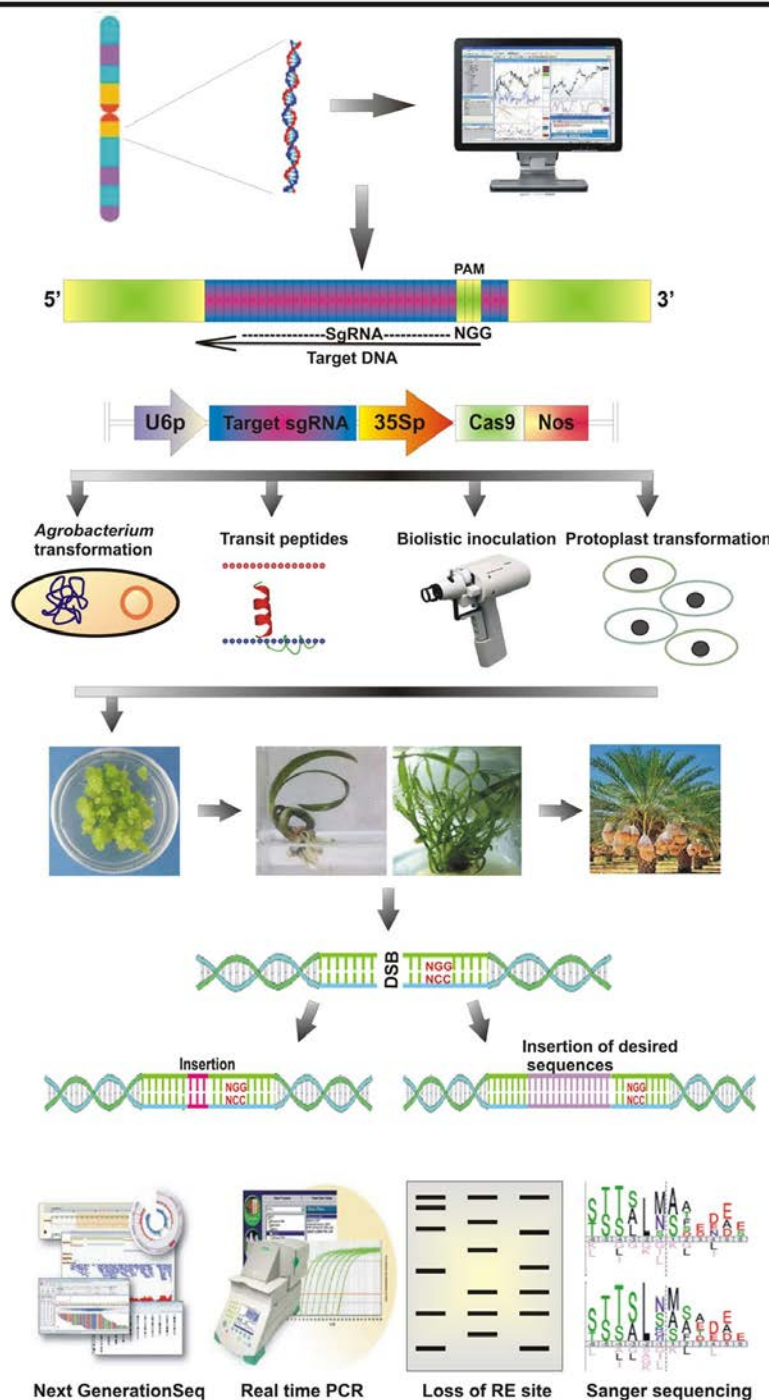 PAM
5'
3'
----------SgRNA---------- NGG
Target DNA
U6p
Target sgRNA
35Sp
Cas9
Nos
Agrobacterium
transformation
Transit peptides
Biolistic inoculation
Protoplast transformation
DSB
NGG
NCC
Insertion
NGG
NCC
Insertion of desired
sequences
NGG
NCC
Next GenerationSeq
Real time PCR
Loss of RE site
Sanger sequencing